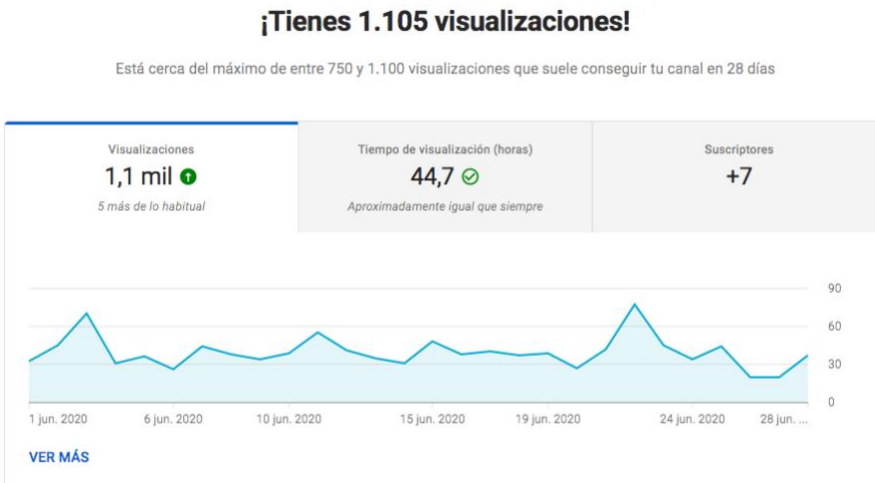 ¡Tienes 1.105 visualizaciones!
Está cerca del máximo de entre 750 y 1.100 visualizaciones que suele conseguir tu canal en 28 días
Visualizaciones
1,1 mil
5 más de lo habitual
Tiempo de visualización (horas)
44,7
Aproximadamente igual que siempre
Suscriptores
+7
90
60
30
0
1 jun. 2020 6 jun. 2020 10 jun. 2020 15 jun. 2020 19 jun. 2020 24 jun. 2020 28 jun. ...
VER MÁS